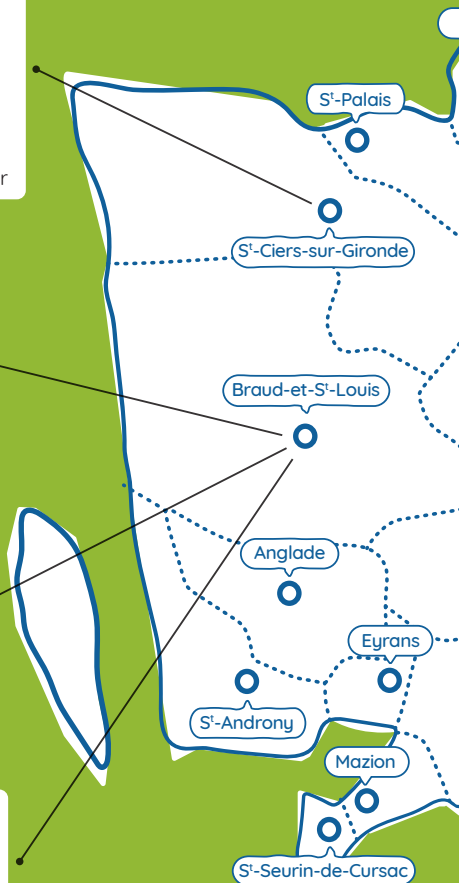 r
Sᵗ-Palais
Sᵗ-Ciers-sur-Gironde
Braud-et-Sᵗ-Louis
Anglade
Eyrans
Sᵗ-Androny
Mazion
Sᵗ-Seurin-de-Cursac